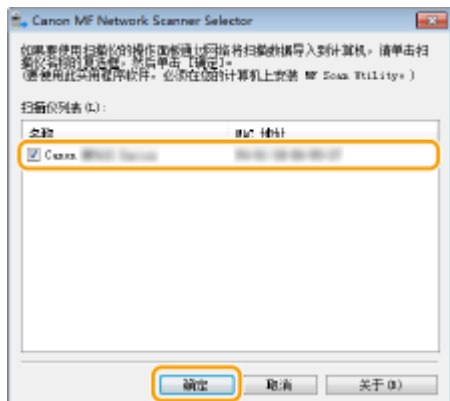 Canon MF Network Scanner Selector
如果要使用扫描仪的操作面板通过网络将扫描数据导入到计算机，请单击扫
描仪名称的复选框，然后单击 [确定]。
(要使用此实用程序软件，必须在您的计算机上安装 MF Scan Utility。)
扫描仪列表(L):
名称 MAC 地址
Canon
确定 取消 关于(B)